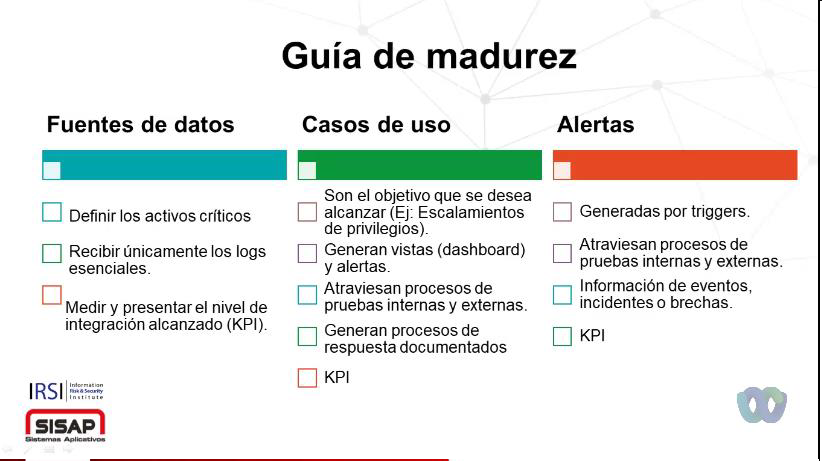 Guía de madurez
Fuentes de datos
Definir los activos críticos
Recibir únicamente los logs
esenciales.
Medir y presentar el nivel de
integración alcanzado (KPI).
Casos de uso
Son el objetivo que se desea
alcanzar (Ej: Escalamientos
de privilegios).
Generan vistas (dashboard)
y alertas.
Atraviesan procesos de
pruebas internas y externas.
Generan procesos de
respuesta documentados
KPI
Alertas
Generadas por triggers.
Atraviesan procesos de
pruebas internas y externas.
Información de eventos,
incidentes o brechas.
KPI
IRSI
Information
Risk & Security
Institute
SISAP
Sistemas Aplicativos